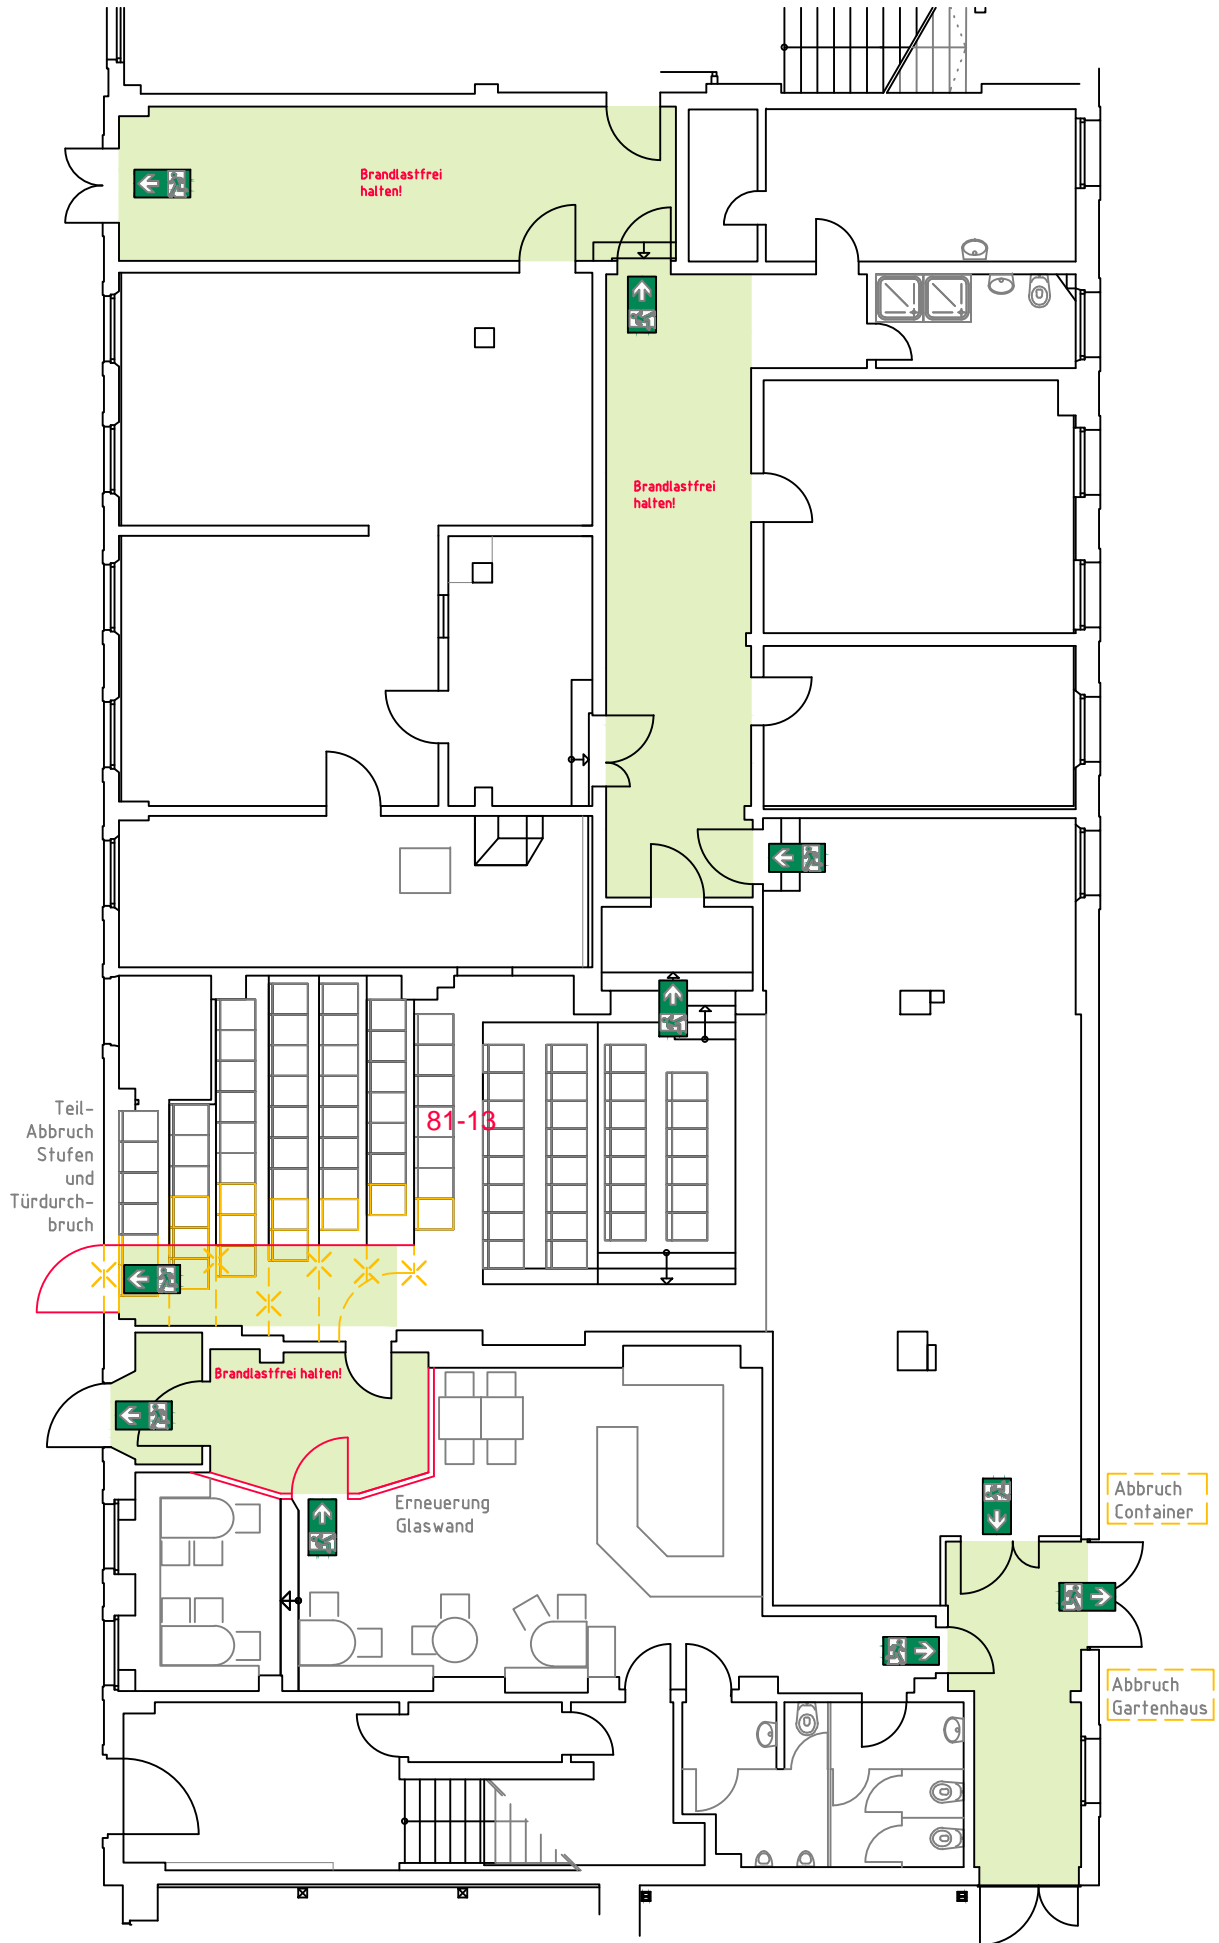 Brandlastfrei
halten!
Brandlastfrei
halten!
Teil-
Abbruch
Stufen
und
Türdurch-
bruch
81-13
Brandlastfrei halten!
Erneuerung
Glaswand
Abbruch
Container
Abbruch
Gartenhaus